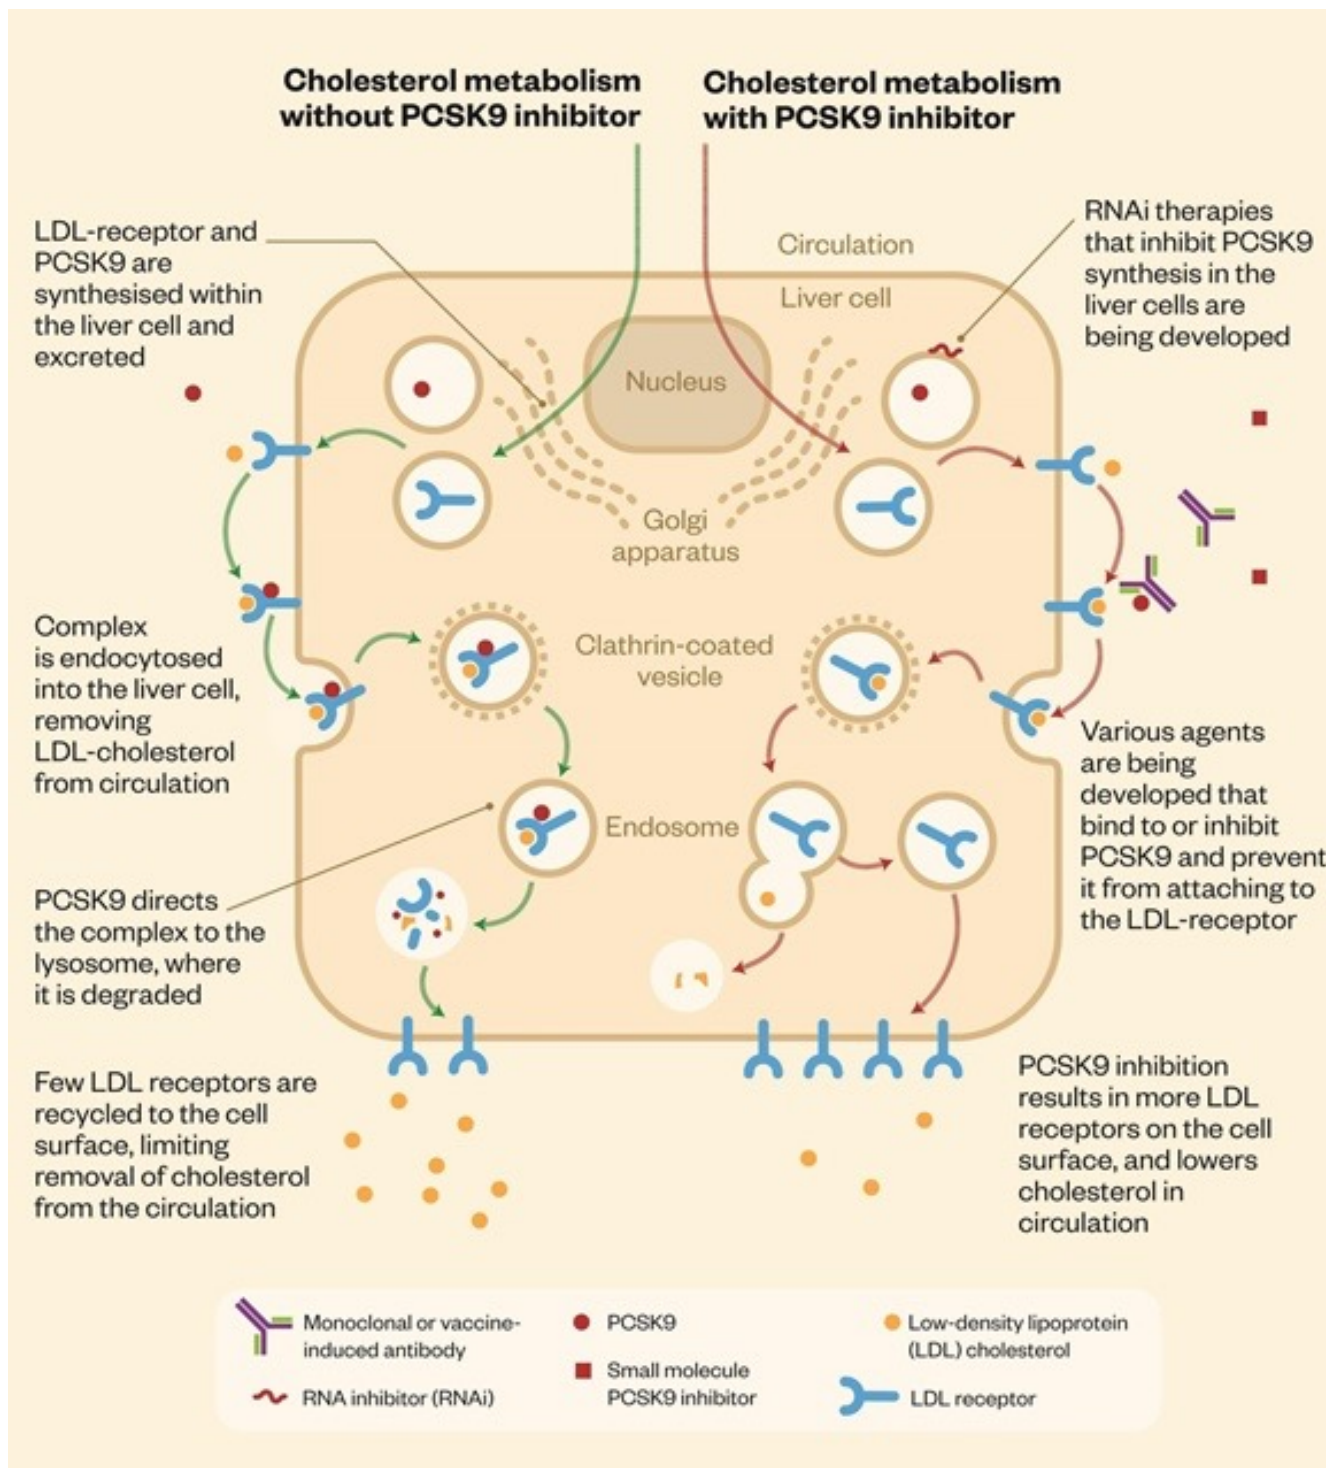 Cholesterol metabolism
without PCSK9 inhibitor
Cholesterol metabolism
with PCSK9 inhibitor
LDL-receptor and
PCSK9 are
synthesised within
the liver cell and
excreted
Circulation
Liver cell
RNAi therapies
that inhibit PCSK9
synthesis in the
liver cells are
being developed
Nucleus
Golgi
apparatus
Complex
is endocytosed
into the liver cell,
removing
LDL-cholesterol
from circulation
Clathrin-coated
vesicle
Various agents
are being
developed that
bind to or inhibit
PCSK9 and prevent
it from attaching to
the LDL-receptor
Endosome
PCSK9 directs
the complex to the
lysosome, where
it is degraded
Few LDL receptors are
recycled to the cell
surface, limiting
removal of cholesterol
from the circulation
PCSK9 inhibition
results in more LDL
receptors on the cell
surface, and lowers
cholesterol in
circulation
Monoclonal or vaccine-
induced antibody
RNA inhibitor (RNAi)
PCSK9
Small molecule
PCSK9 inhibitor
Low-density lipoprotein
(LDL) cholesterol
LDL receptor